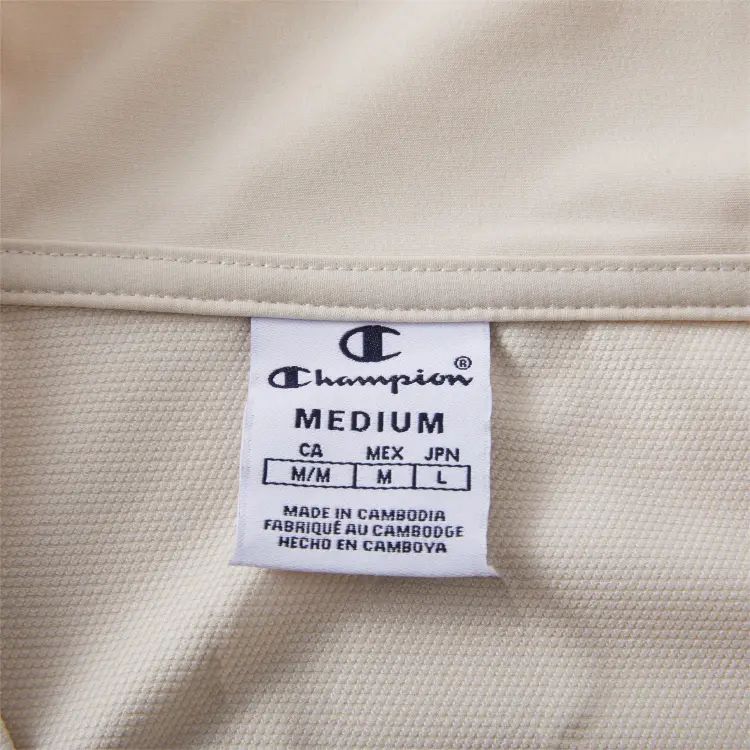 Champion®
MEDIUM
CA MEX JPN
M/M M L
MADE IN CAMBODIA
FABRIQUÉ AU CAMBODGE
HECHO EN CAMBOYA